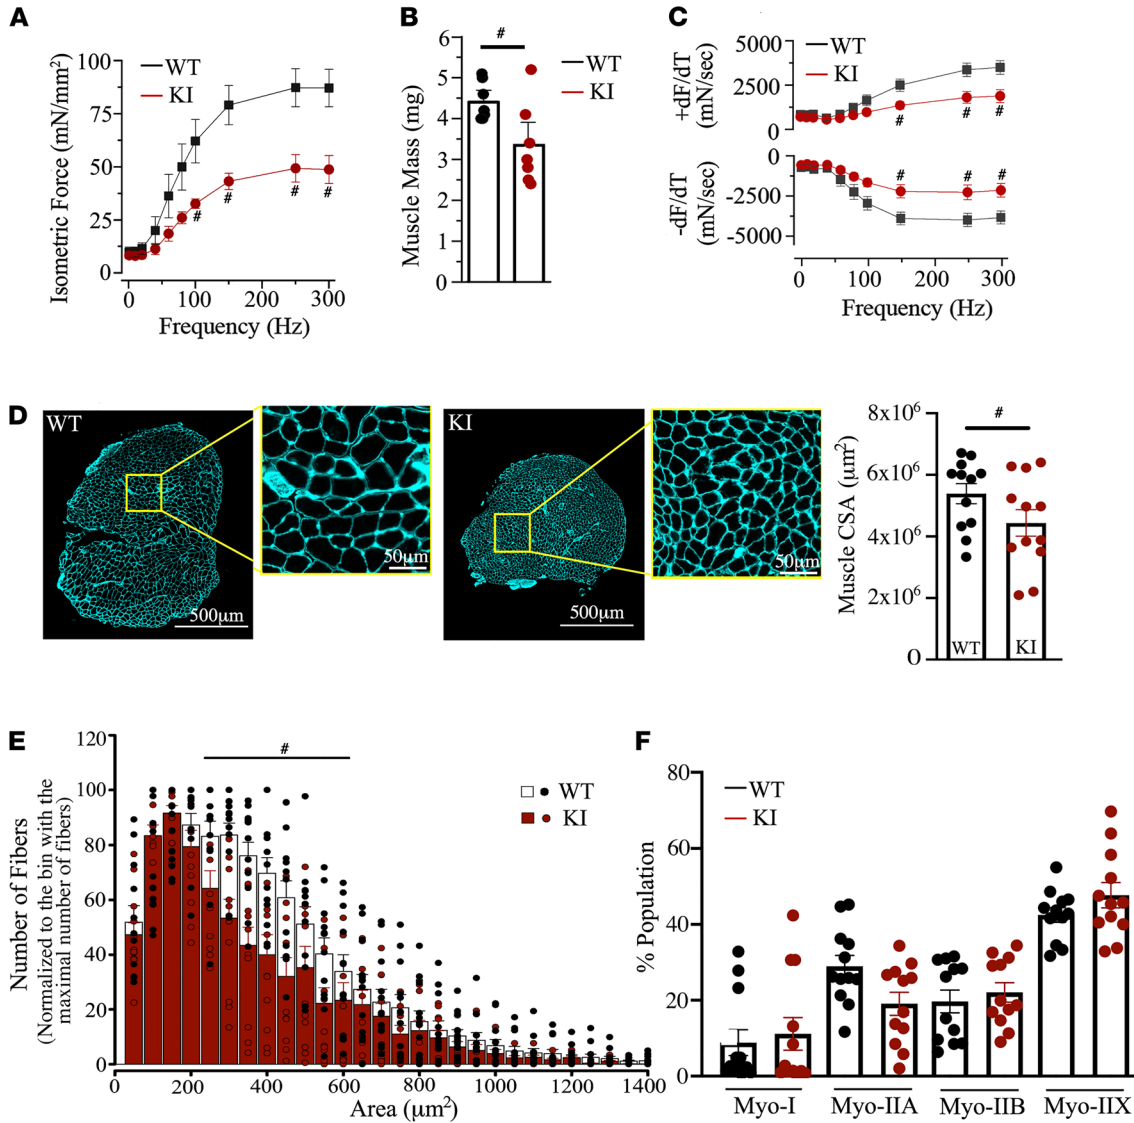 A
Isometric Force (mN/mm²)
100
75
50
25
0
WT
KI
#
#
#
#
0
100
200
300
Frequency (Hz)
B
Muscle Mass (mg)
6
5
4
3
2
1
0
#
WT
KI
C
+dF/dT
(mN/sec)
5000
2500
0
WT
KI
#
#
#
-dF/dT
(mN/sec)
0
-2500
-5000
#
#
#
0
100
200
300
Frequency (Hz)
D
WT
500µm
50µm
KI
500µm
50µm
Muscle CSA (µm²)
8x10⁶
6x10⁶
4x10⁶
2x10⁶
0
#
WT
KI
E
Number of Fibers
(Normalized to the bin with the
maximal number of fibers)
120
100
80
60
40
20
0
#
WT
KI
0
200
400
600
800
1000
1200
1400
Area (µm²)
F
% Population
80
60
40
20
0
WT
KI
Myo-I
Myo-IIA
Myo-IIB
Myo-IIX